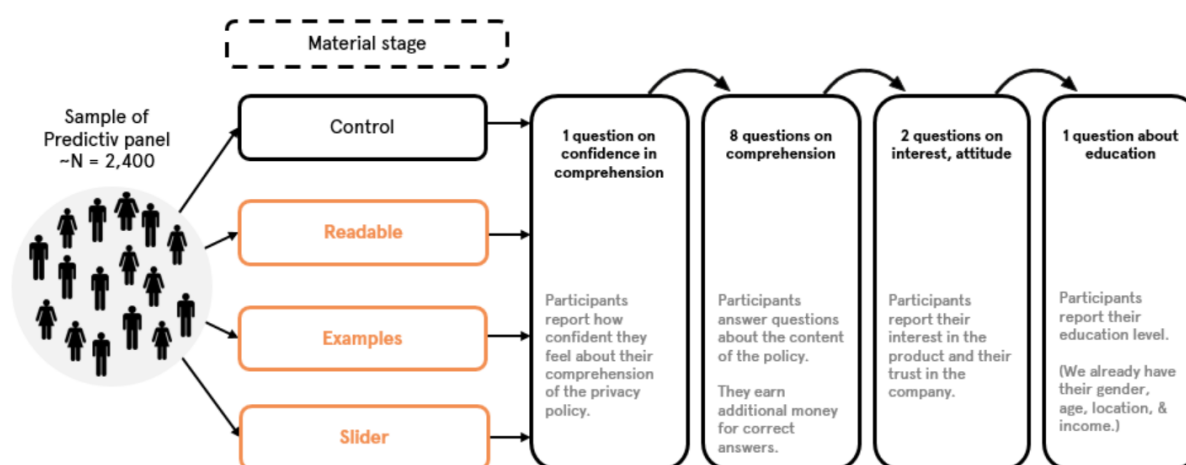 Material stage
Sample of
Predictiv panel
~N = 2,400
Control
Readable
Examples
Slider
1 question on
confidence in
comprehension
Participants
report how
confident they
feel about their
comprehension
of the privacy
policy.
8 questions on
comprehension
Participants
answer questions
about the content
of the policy.
They earn
additional money
for correct
answers.
2 questions on
interest, attitude
Participants
report their
interest in the
product and their
trust in the
company.
1 question about
education
Participants
report their
education level.
(We already have
their gender,
age, location, &
income.)